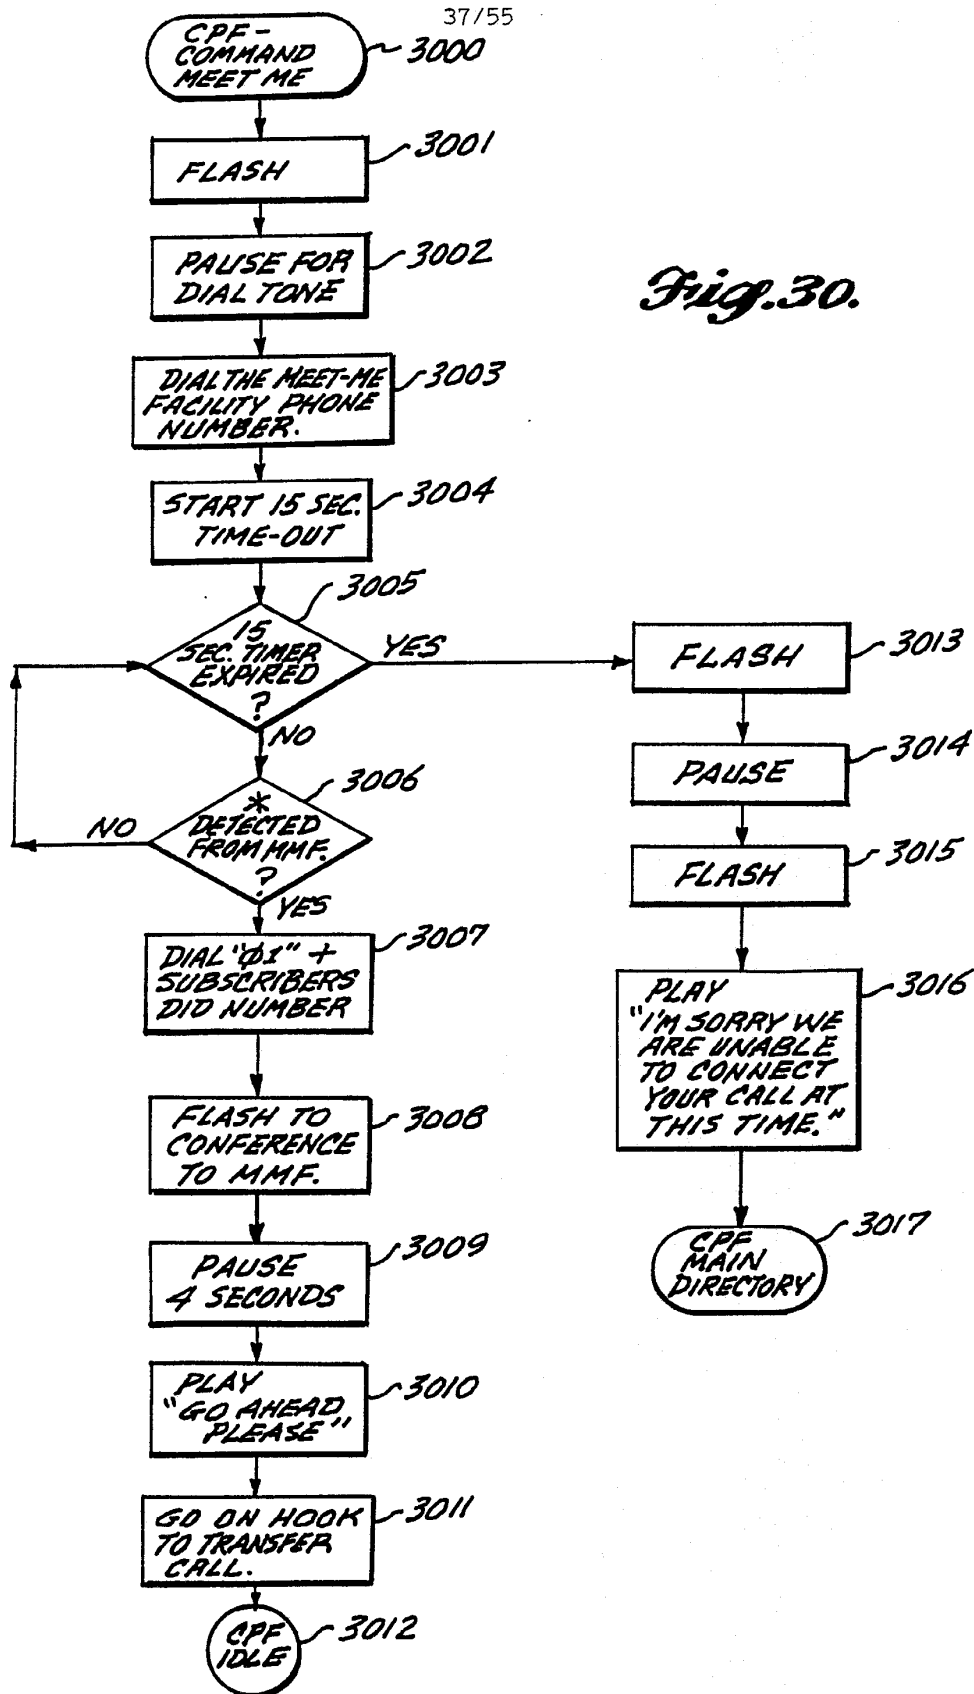 37/55
CPF-
COMMAND
MEET ME
3000
FLASH
3001
PAUSE FOR
DIAL TONE
3002
Fig. 30.
DIAL THE MEET-ME
FACILITY PHONE
NUMBER.
3003
START 15 SEC.
TIME-OUT
3004
15
SEC. TIMER
EXPIRED
?
3005
YES
NO
*
DETECTED
FROM MMF.
?
3006
NO
YES
DIAL "Ø1" +
SUBSCRIBERS
DID NUMBER
3007
FLASH TO
CONFERENCE
TO MMF.
3008
PAUSE
4 SECONDS
3009
PLAY
"GO AHEAD
PLEASE"
3010
GO ON HOOK
TO TRANSFER
CALL.
3011
CPF
IDLE
3012
FLASH
3013
PAUSE
3014
FLASH
3015
PLAY
"I'M SORRY WE
ARE UNABLE
TO CONNECT
YOUR CALL AT
THIS TIME."
3016
CPF
MAIN
DIRECTORY
3017